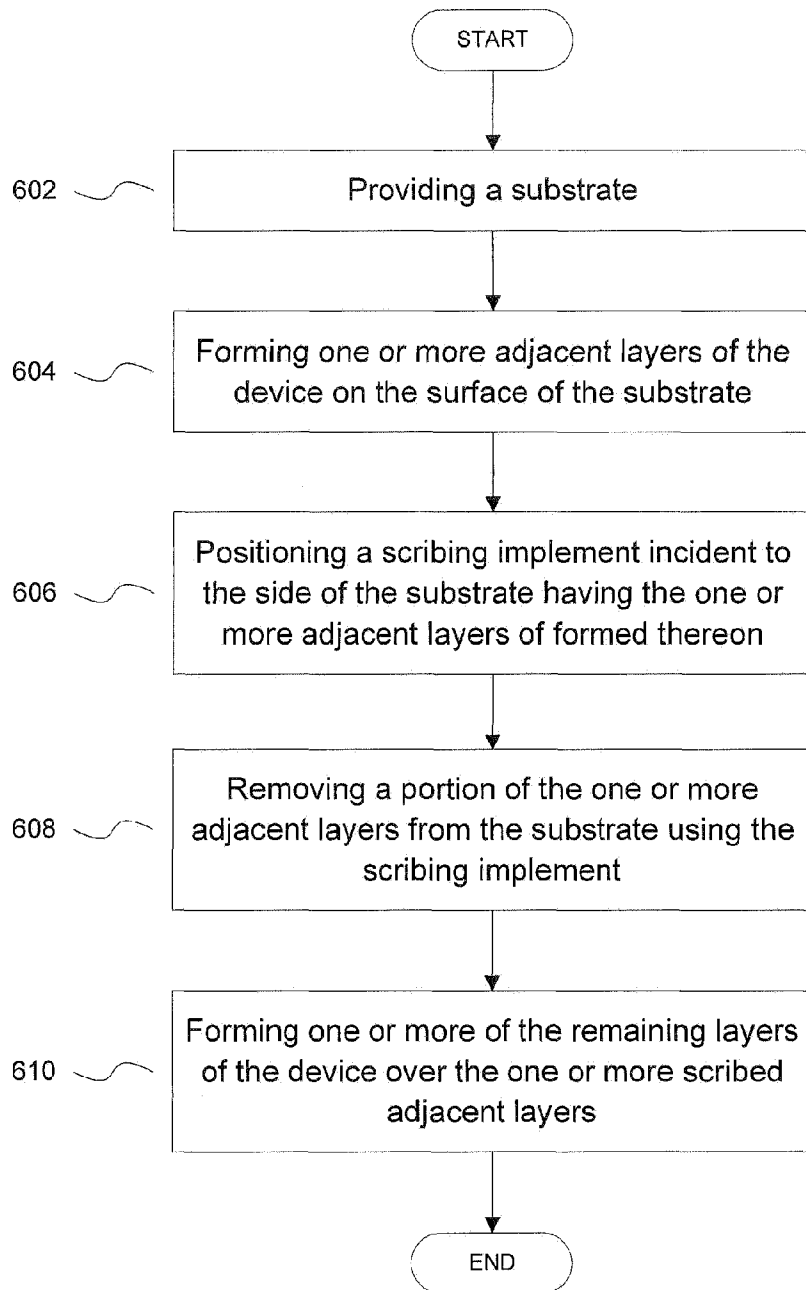 START
602
Providing a substrate
604
Forming one or more adjacent layers of the
device on the surface of the substrate
606
Positioning a scribing implement incident to
the side of the substrate having the one or
more adjacent layers of formed thereon
608
Removing a portion of the one or more
adjacent layers from the substrate using the
scribing implement
610
Forming one or more of the remaining layers
of the device over the one or more scribed
adjacent layers
END